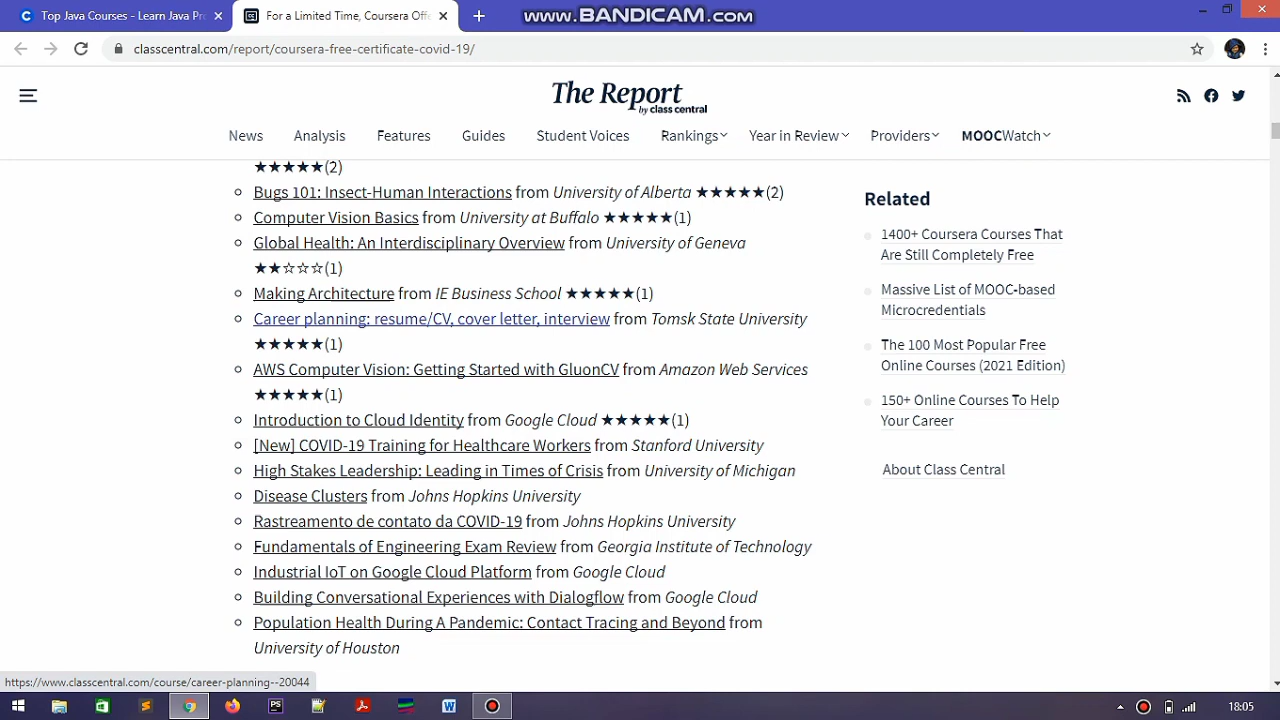 Top Java Courses - Learn Java Pro
For a Limited Time, Coursera Offe
www.BANDICAM.com
classcentral.com/report/coursera-free-certificate-covid-19/
The Report
by class central
News Analysis Features Guides Student Voices Rankings Year in Review Providers MOOCWatch
★★★★★(2)
Bugs 101: Insect-Human Interactions from University of Alberta ★★★★★(2)
Computer Vision Basics from University at Buffalo ★★★★★(1)
Global Health: An Interdisciplinary Overview from University of Geneva
★★☆☆☆(1)
Making Architecture from IE Business School ★★★★★(1)
Career planning: resume/CV, cover letter, interview from Tomsk State University
★★★★★(1)
AWS Computer Vision: Getting Started with GluonCV from Amazon Web Services
★★★★★(1)
Introduction to Cloud Identity from Google Cloud ★★★★★(1)
[New] COVID-19 Training for Healthcare Workers from Stanford University
High Stakes Leadership: Leading in Times of Crisis from University of Michigan
Disease Clusters from Johns Hopkins University
Rastreamento de contato da COVID-19 from Johns Hopkins University
Fundamentals of Engineering Exam Review from Georgia Institute of Technology
Industrial IoT on Google Cloud Platform from Google Cloud
Building Conversational Experiences with Dialogflow from Google Cloud
Population Health During A Pandemic: Contact Tracing and Beyond from
University of Houston
Related
1400+ Coursera Courses That
Are Still Completely Free
Massive List of MOOC-based
Microcredentials
The 100 Most Popular Free
Online Courses (2021 Edition)
150+ Online Courses To Help
Your Career
About Class Central
https://www.classcentral.com/course/career-planning--20044
18:05